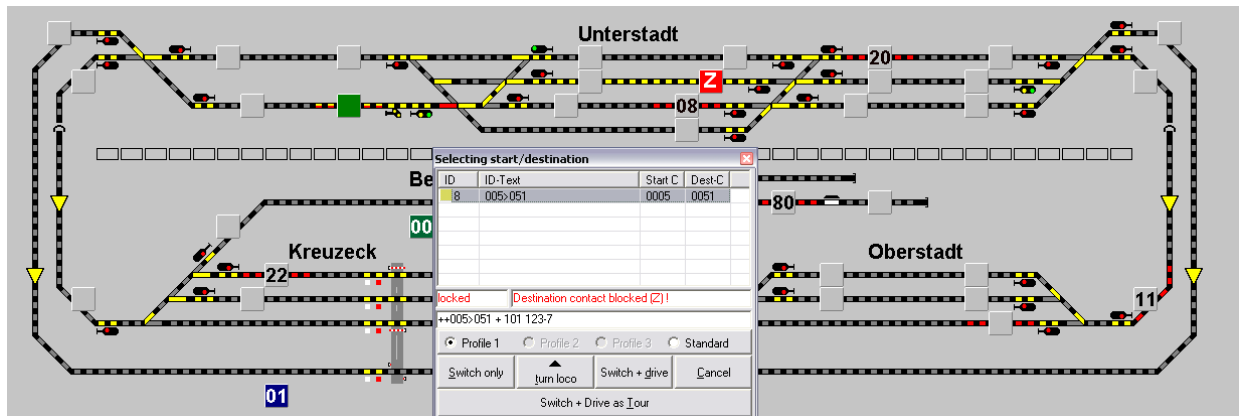 Unterstadt
20
Z
08
Selecting start/destination
Be
ID ID-Text Start C Dest-C
8 005>051 0005 0051
80
00
Kreuzeck
Oberstadt
22
11
locked Destination contact blocked (Z) !
++005>051 + 101 123-7
Profile 1 Profile 2 Profile 3 Standard
Switch only turn loco Switch + drive Cancel
01
Switch + Drive as Tour